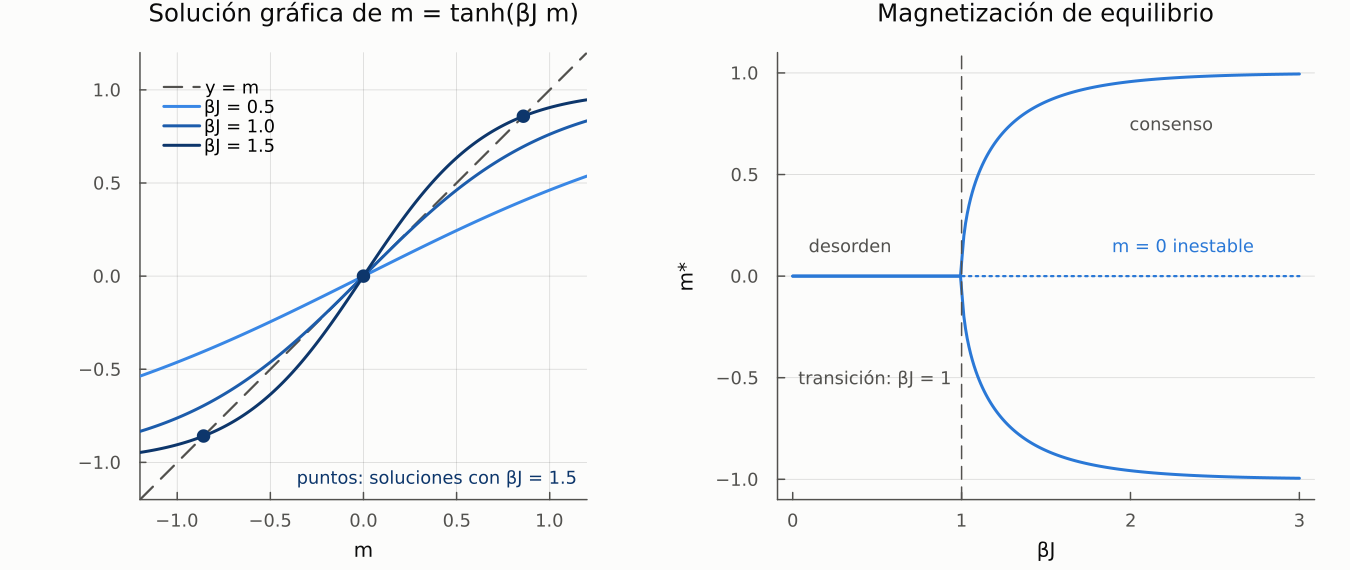 Solución gráfica de m = tanh(βJ m)
y = m
βJ = 0.5
βJ = 1.0
βJ = 1.5
1.0
0.5
0.0
−0.5
−1.0
puntos: soluciones con βJ = 1.5
−1.0 −0.5 0.0 0.5 1.0
m
Magnetización de equilibrio
1.0
0.5
0.0
−0.5
−1.0
m*
consenso
desorden
m = 0 inestable
transición: βJ = 1
0 1 2 3
βJ